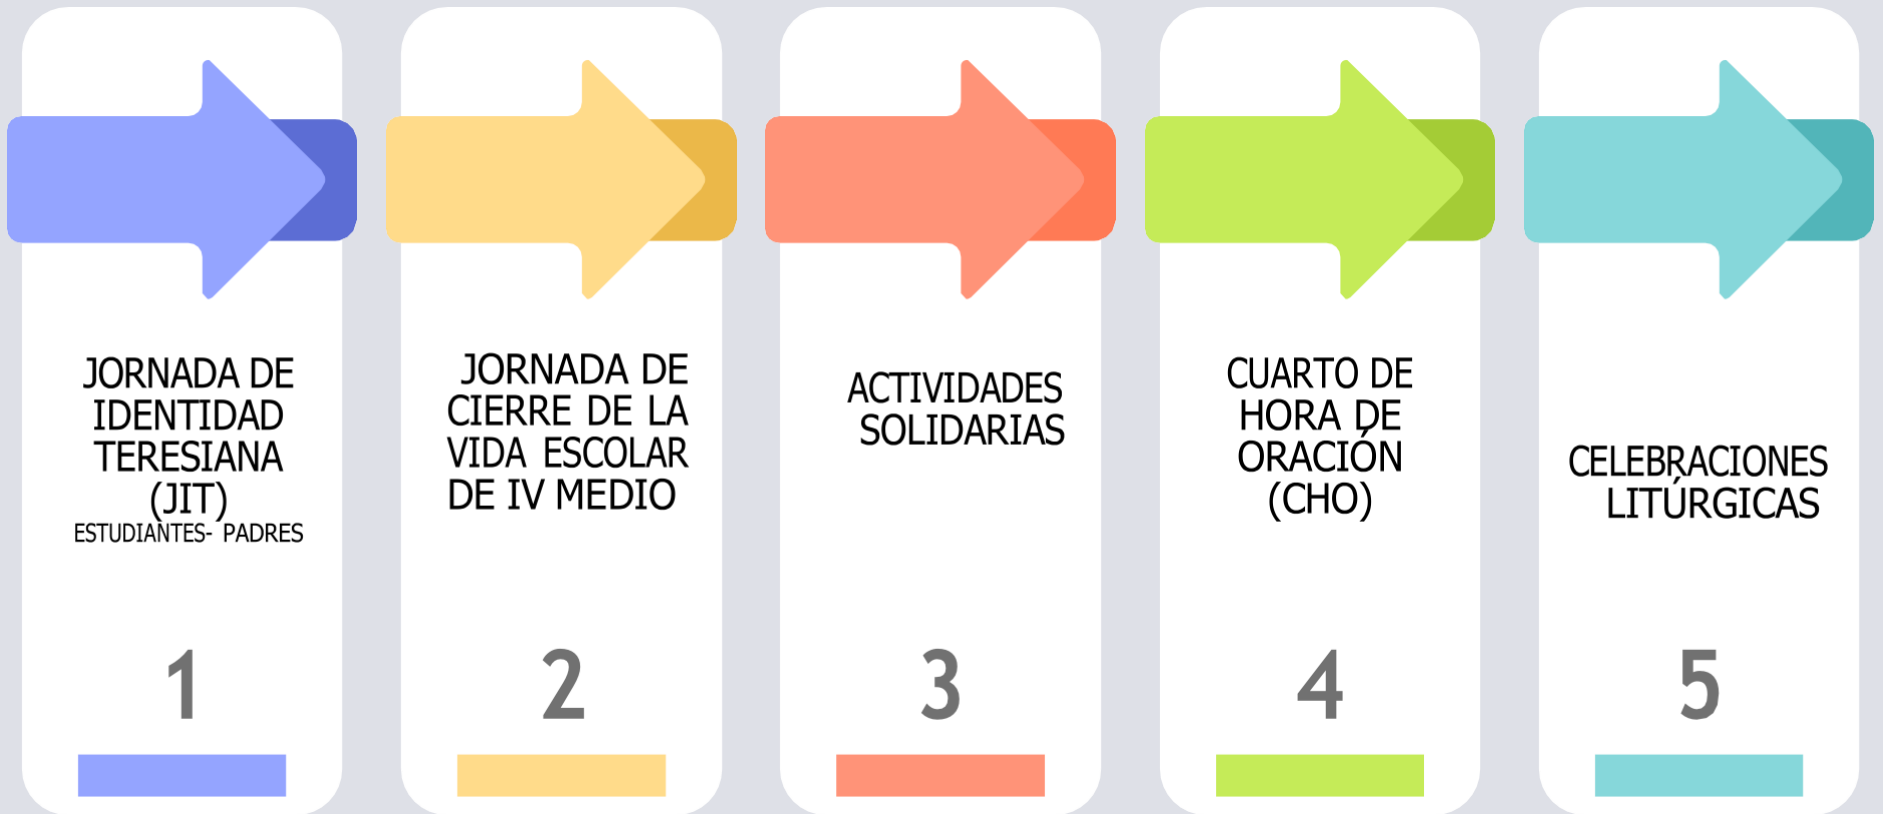 JORNADA DE
IDENTIDAD
TERESIANA
(JIT)
ESTUDIANTES- PADRES
1
JORNADA DE
CIERRE DE LA
VIDA ESCOLAR
DE IV MEDIO
2
ACTIVIDADES
SOLIDARIAS
3
CUARTO DE
HORA DE
ORACIÓN
(CHO)
4
CELEBRACIONES
LITÚRGICAS
5